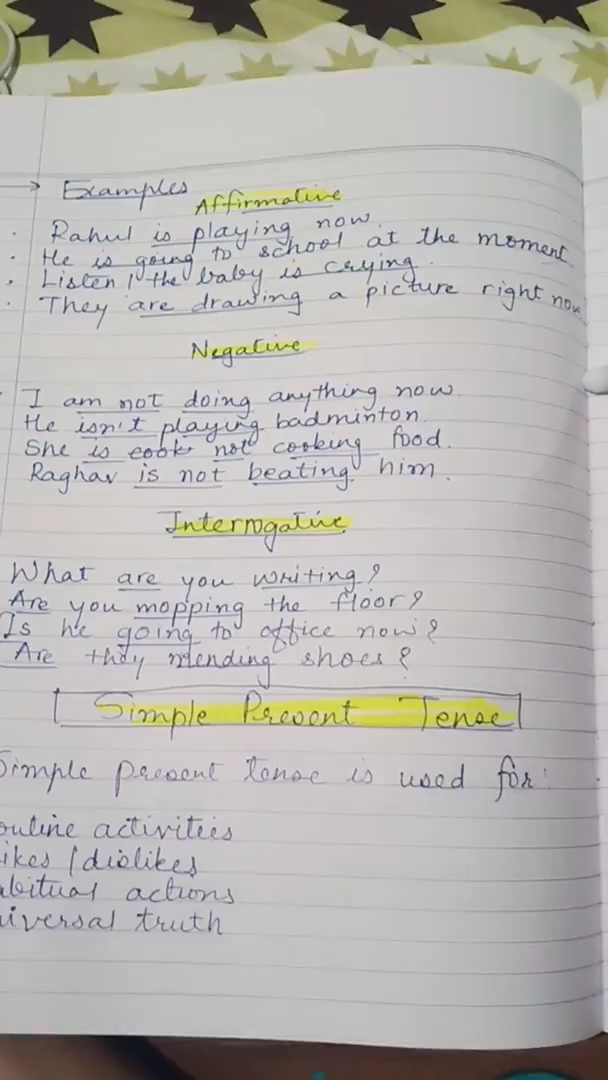 → Examples
Affirmative
· Rahul is playing now.
· He is going to school at the moment
· Listen ! the baby is crying.
· They are drawing a picture right now
Negative
I am not doing anything now.
He isn't playing badminton.
She is cook not cooking food.
Raghav is not beating him.
Interrogative
What are you writing?
Are you mopping the floor?
Is he going to office now?
Are they mending shoes?
Simple Present Tense
Simple present tense is used for:
outine activities
ikes / dislikes
abitual actions
niversal truth